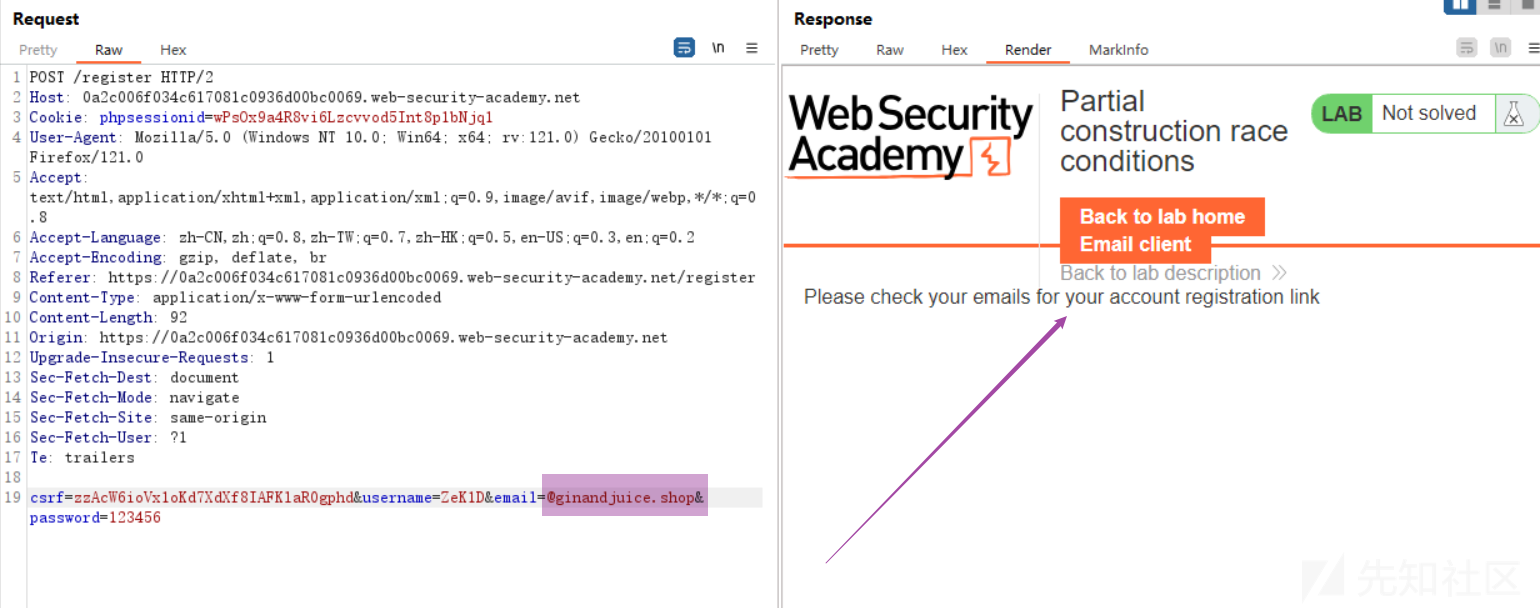 Request
Pretty Raw Hex
\n
1 POST /register HTTP/2
2 Host: 0a2c006f034c617081c0936d00bc0069.web-security-academy.net
3 Cookie: phpsessionid=wPsOx9a4R8vi6Lzcvvod5Int8p1bNjq1
4 User-Agent: Mozilla/5.0 (Windows NT 10.0; Win64; x64; rv:121.0) Gecko/20100101
Firefox/121.0
5 Accept:
text/html,application/xhtml+xml,application/xml;q=0.9,image/avif,image/webp,*/*;q=0
.8
6 Accept-Language: zh-CN,zh;q=0.8,zh-TW;q=0.7,zh-HK;q=0.5,en-US;q=0.3,en;q=0.2
7 Accept-Encoding: gzip, deflate, br
8 Referer: https://0a2c006f034c617081c0936d00bc0069.web-security-academy.net/register
9 Content-Type: application/x-www-form-urlencoded
10 Content-Length: 92
11 Origin: https://0a2c006f034c617081c0936d00bc0069.web-security-academy.net
12 Upgrade-Insecure-Requests: 1
13 Sec-Fetch-Dest: document
14 Sec-Fetch-Mode: navigate
15 Sec-Fetch-Site: same-origin
16 Sec-Fetch-User: ?1
17 Te: trailers
18
19 csrf=zzAcW6ioVx1oKd7XdXf8IAFK1aR0gphd&username=ZeK1D&email=@ginandjuice.shop&
password=123456
Response
Pretty Raw Hex Render MarkInfo
\n
Web Security
Academy
Partial
construction race
conditions
LAB Not solved
Back to lab home
Email client
Back to lab description
Please check your emails for your account registration link
先知社区